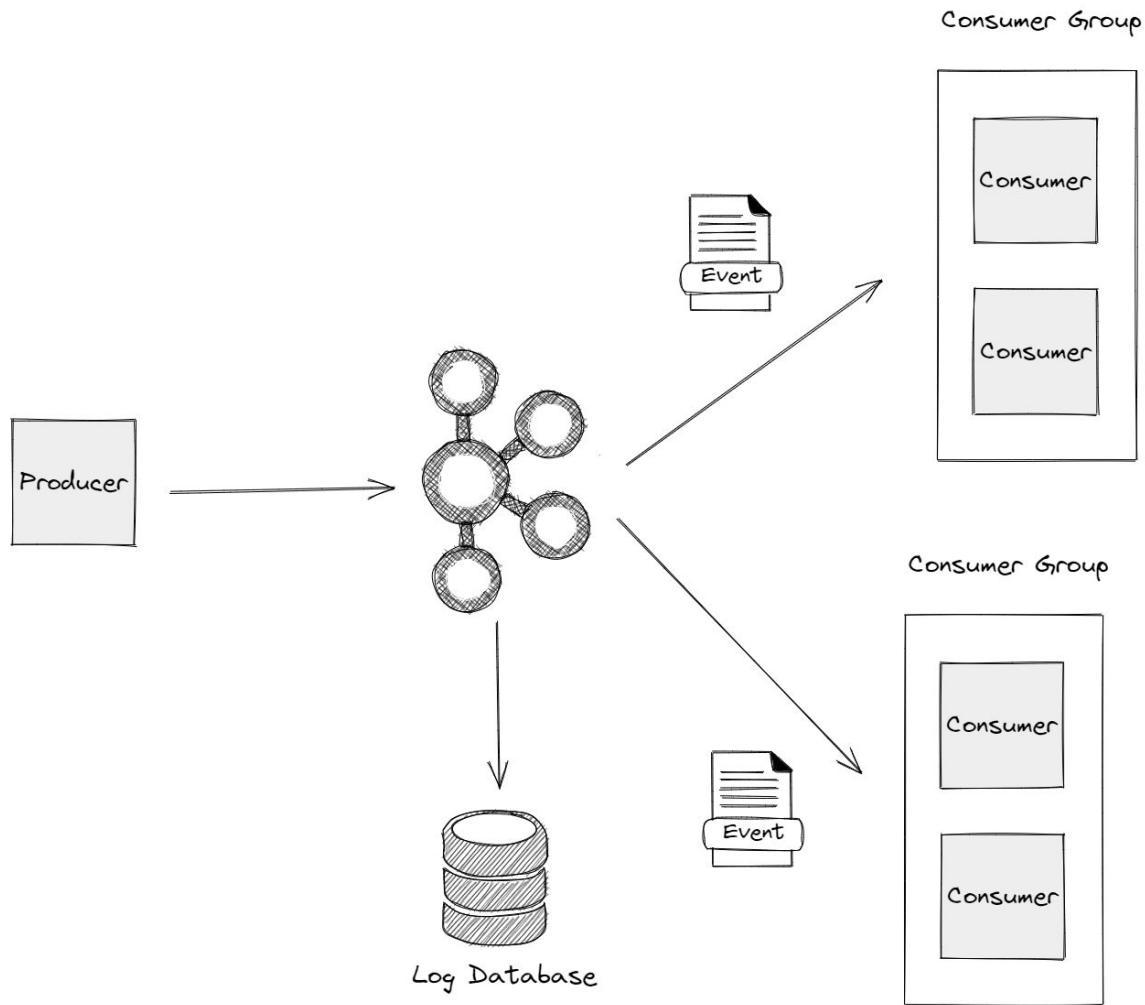 Consumer Group
Consumer
Event
Consumer
Producer
Consumer Group
Consumer
Event
Consumer
Log Database